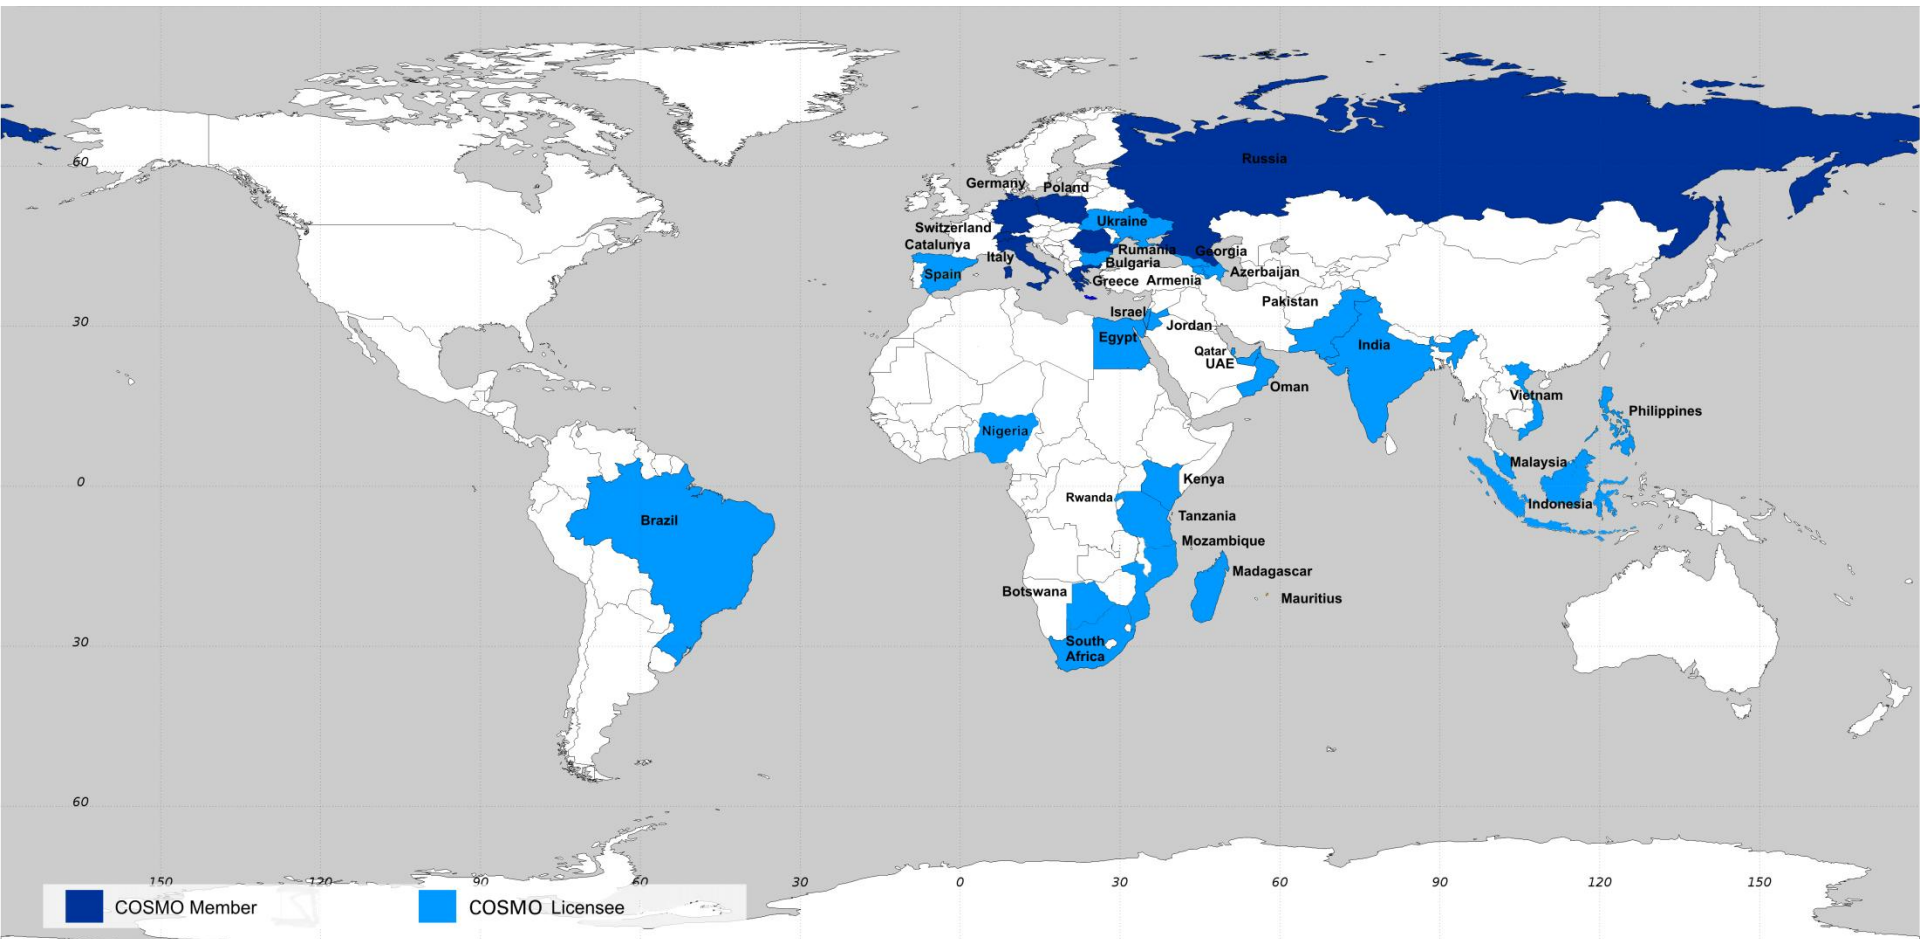 60
Russia
Germany
Poland
Ukraine
Switzerland
Catalunya
Rumania
Georgia
Italy
Bulgaria
Spain
Azerbaijan
Greece
Armenia
Pakistan
Israel
30
Jordan
Egypt
India
Qatar
UAE
Oman
Vietnam
Philippines
Nigeria
Malaysia
Kenya
0
Rwanda
Indonesia
Tanzania
Brazil
Mozambique
Madagascar
Botswana
Mauritius
South
Africa
30
60
150
120
90
60
30
0
30
60
90
120
150
COSMO Member
COSMO Licensee